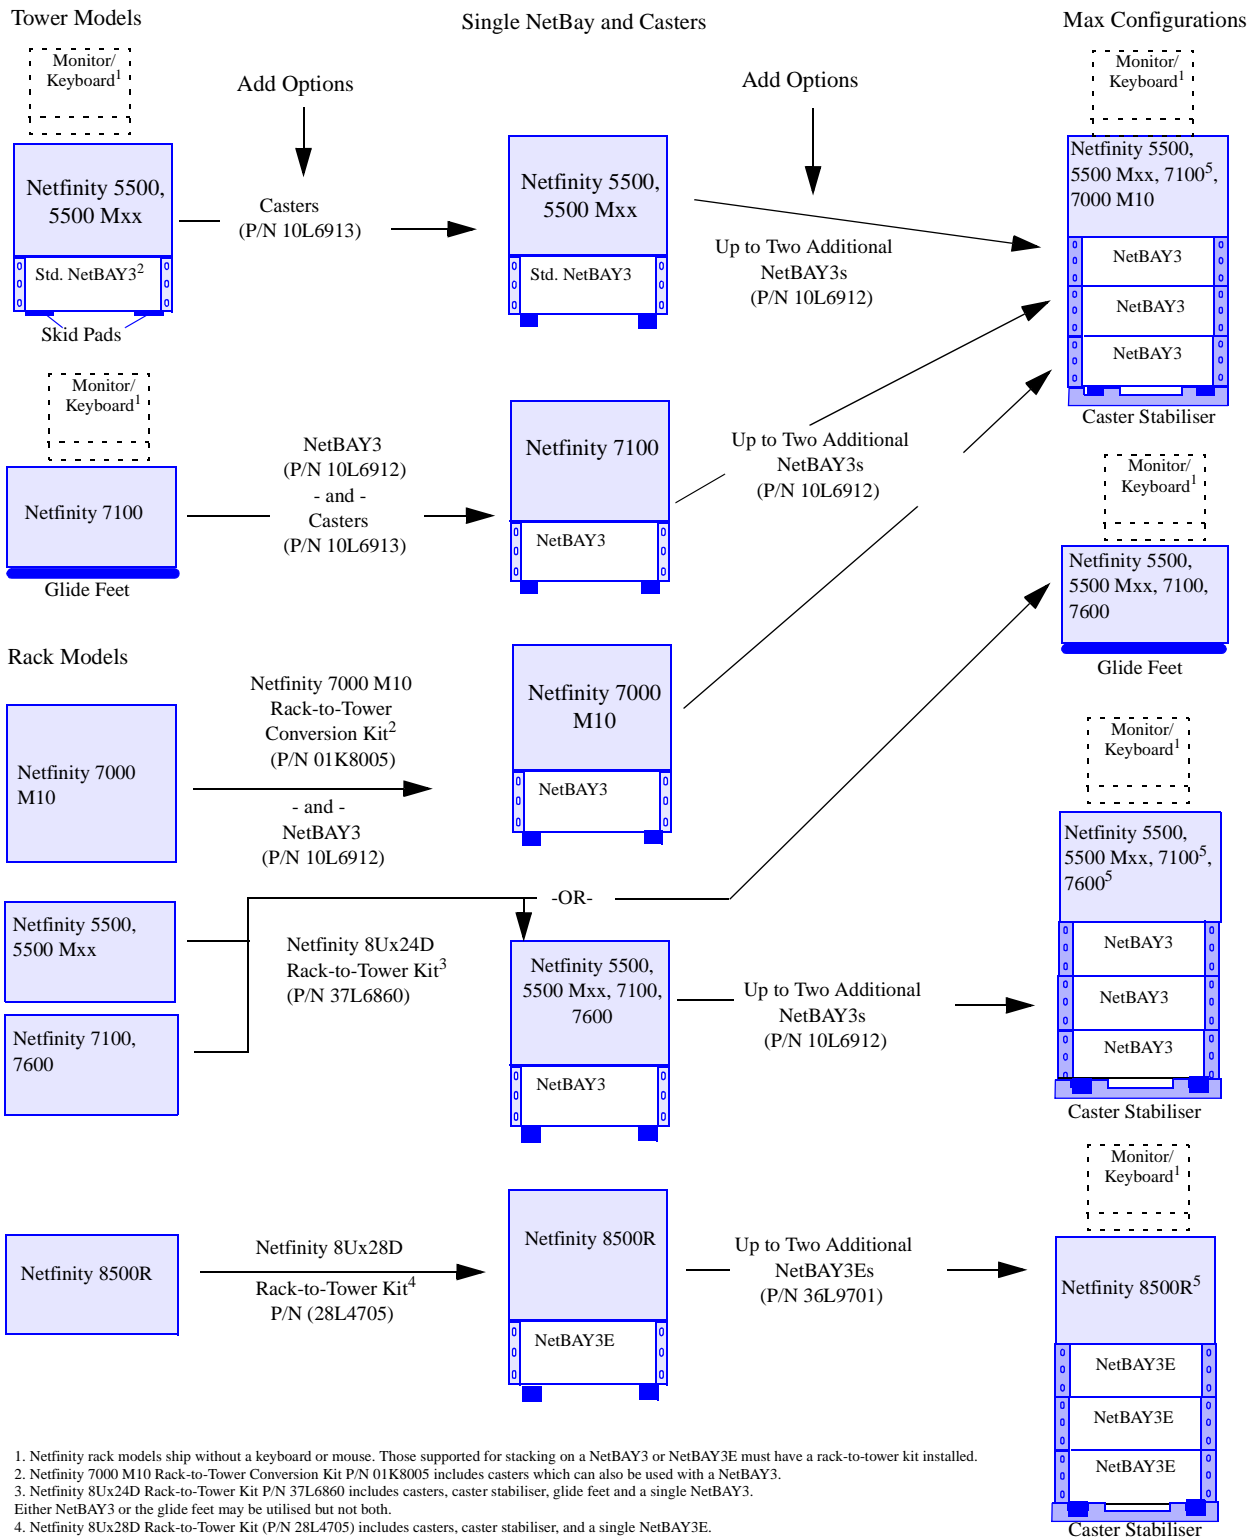 Tower Models
Single NetBay and Casters
Max Configurations
Monitor/
Keyboard1
Add Options
Add Options
Monitor/
Keyboard1
Netfinity 5500,
5500 Mxx
Std. NetBAY32
Skid Pads
Casters
(P/N 10L6913)
Netfinity 5500,
5500 Mxx
Std. NetBAY3
Up to Two Additional
NetBAY3s
(P/N 10L6912)
Netfinity 5500,
5500 Mxx, 71005,
7000 M10
NetBAY3
NetBAY3
NetBAY3
Caster Stabiliser
Monitor/
Keyboard1
Netfinity 7100
Glide Feet
NetBAY3
(P/N 10L6912)
- and -
Casters
(P/N 10L6913)
Netfinity 7100
NetBAY3
Up to Two Additional
NetBAY3s
(P/N 10L6912)
Monitor/
Keyboard1
Netfinity 5500,
5500 Mxx, 7100,
7600
Glide Feet
Rack Models
Netfinity 7000
M10
Netfinity 7000 M10
Rack-to-Tower
Conversion Kit2
(P/N 01K8005)
- and -
NetBAY3
(P/N 10L6912)
Netfinity 7000
M10
NetBAY3
Monitor/
Keyboard1
Netfinity 5500,
5500 Mxx, 71005,
76005
NetBAY3
NetBAY3
NetBAY3
Caster Stabiliser
-OR-
Netfinity 5500,
5500 Mxx
Netfinity 7100,
7600
Netfinity 8Ux24D
Rack-to-Tower Kit3
(P/N 37L6860)
Netfinity 5500,
5500 Mxx, 7100,
7600
NetBAY3
Up to Two Additional
NetBAY3s
(P/N 10L6912)
Monitor/
Keyboard1
Netfinity 8500R
Netfinity 8Ux28D
Rack-to-Tower Kit4
P/N (28L4705)
Netfinity 8500R
NetBAY3E
Up to Two Additional
NetBAY3Es
(P/N 36L9701)
Netfinity 8500R5
NetBAY3E
NetBAY3E
NetBAY3E
Caster Stabiliser
1. Netfinity rack models ship without a keyboard or mouse. Those supported for stacking on a NetBAY3 or NetBAY3E must have a rack-to-tower kit installed.
2. Netfinity 7000 M10 Rack-to-Tower Conversion Kit P/N 01K8005 includes casters which can also be used with a NetBAY3.
3. Netfinity 8Ux24D Rack-to-Tower Kit P/N 37L6860 includes casters, caster stabiliser, glide feet and a single NetBAY3.
Either NetBAY3 or the glide feet may be utilised but not both.
4. Netfinity 8Ux28D Rack-to-Tower Kit (P/N 28L4705) includes casters, caster stabiliser, and a single NetBAY3E.